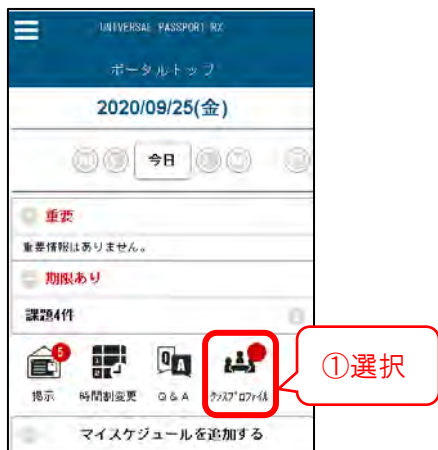 UNIVERSAL PASSPORT RX
ポータルトップ
2020/09/25(金)
今日
重要
重要情報はありません。
期限あり
課題4件
5
Q A
掲示 時間割変更 Q & A クラスプロファイル
①選択
マイスケジュールを追加する